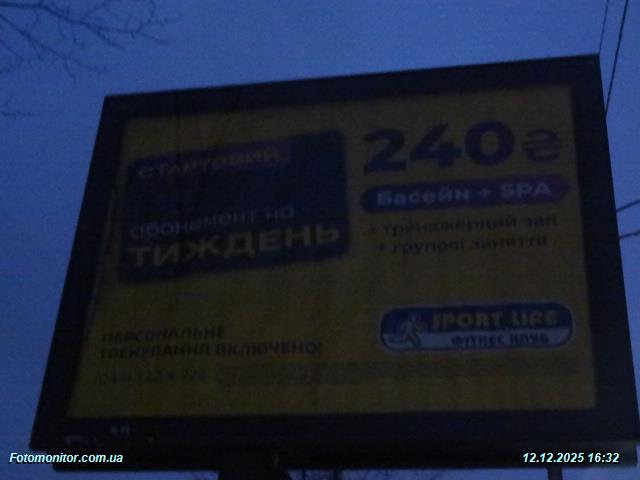 СТАРТОВИЙ
абонемент на
ТИЖДЕНЬ
240₴
Басейн + SPA
+ тренажерний зал
+ групові заняття
ПЕРСОНАЛЬНЕ
ТРЕНУВАННЯ ВКЛЮЧЕНО!
SPORT LIFE
ФІТНЕС КЛУБ
Fotomonitor.com.ua
12.12.2025 16:32